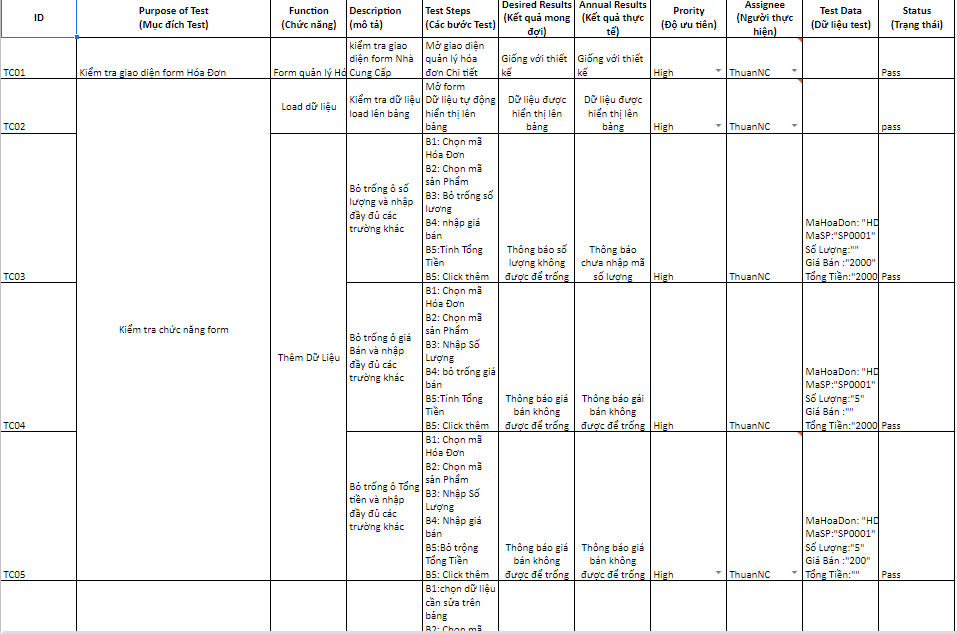 ID
Purpose of Test
(Mục đích Test)
Function
(Chức năng)
Description
(mô tả)
Test Steps
(Các bước Test)
Desired Results
(Kết quả mong
đợi)
Annual Results
(Kết quả thực
tế)
Prority
(Độ ưu tiên)
Assignee
(Người thực
hiện)
Test Data
(Dữ liệu test)
Status
(Trạng thái)
TC01
Kiểm tra giao diện form Hóa Đơn
Form quản lý Hó
kiểm tra giao
diện form Nhà
Cung Cấp
Mở giao diện
quản lý hóa
đơn Chi tiết
Giống với thiết
kế
Giống với thiết
kế
High
ThuanNC
Pass
TC02
Kiểm tra chức năng form
Load dữ liệu
Kiểm tra dữ liệu
load lên bảng
Mở form
Dữ liệu tự động
hiển thị lên
bảng
Dữ liệu được
hiển thị lên
bảng
Dữ liệu được
hiển thị lên
bảng
High
ThuanNC
pass
TC03
Thêm Dữ Liệu
Bỏ trống ô số
lượng và nhập
đầy đủ các
trường khác
B1: Chọn mã
Hóa Đơn
B2: Chọn mã
sản Phẩm
B3: Bỏ trống số
lượng
B4: nhập giá
bán
B5:Tính Tổng
Tiền
B5: Click thêm
Thông báo số
lượng không
được để trống
Thông báo
chưa nhập mã
số lượng
High
ThuanNC
MaHoaDon: "HD
MaSP:"SP0001"
Số Lượng:""
Giá Bán :"2000"
Tổng Tiền:"2000
Pass
TC04
Bỏ trống ô giá
Bán và nhập
đầy đủ các
trường khác
B1: Chọn mã
Hóa Đơn
B2: Chọn mã
sản Phẩm
B3: Nhập Số
Lượng
B4: bỏ trống giá
bán
B5:Tính Tổng
Tiền
B5: Click thêm
Thông báo giá
bán không
được để trống
Thông báo gái
bán không
được để trống
High
ThuanNC
MaHoaDon: "HD
MaSP:"SP0001"
Số Lượng:"5"
Giá Bán :""
Tổng Tiền:"2000
Pass
TC05
Bỏ trống ô Tổng
tiền và nhập
đầy đủ các
trường khác
B1: Chọn mã
Hóa Đơn
B2: Chọn mã
sản Phẩm
B3: Nhập Số
Lượng
B4: Nhập giá
bán
B5:Bỏ trộng
Tổng Tiền
B5: Click thêm
Thông báo giá
bán không
được để trống
Thông báo giá
bán không
được để trống
High
ThuanNC
MaHoaDon: "HD
MaSP:"SP0001"
Số Lượng:"5"
Giá Bán :"200"
Tổng Tiền:""
Pass
B1:chọn dữ liệu
cần sửa trên
bảng
B2: Chọn mã